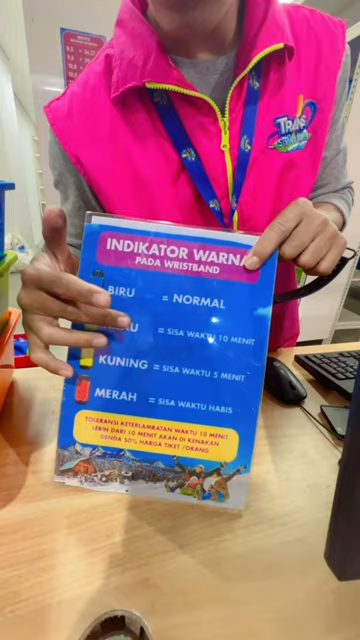 TRANS
INDIKATOR WARNA
PADA WRISTBAND
BIRU = NORMAL
= SISA WAKTU 10 MENIT
KUNING = SISA WAKTU 5 MENIT
MERAH = SISA WAKTU HABIS
TOLERANSI KETERLAMBATAN WAKTU 10 MENIT
LEBIH DARI 10 MENIT AKAN DI KENAKAN
DENDA 50% HARGA TIKET /ORANG